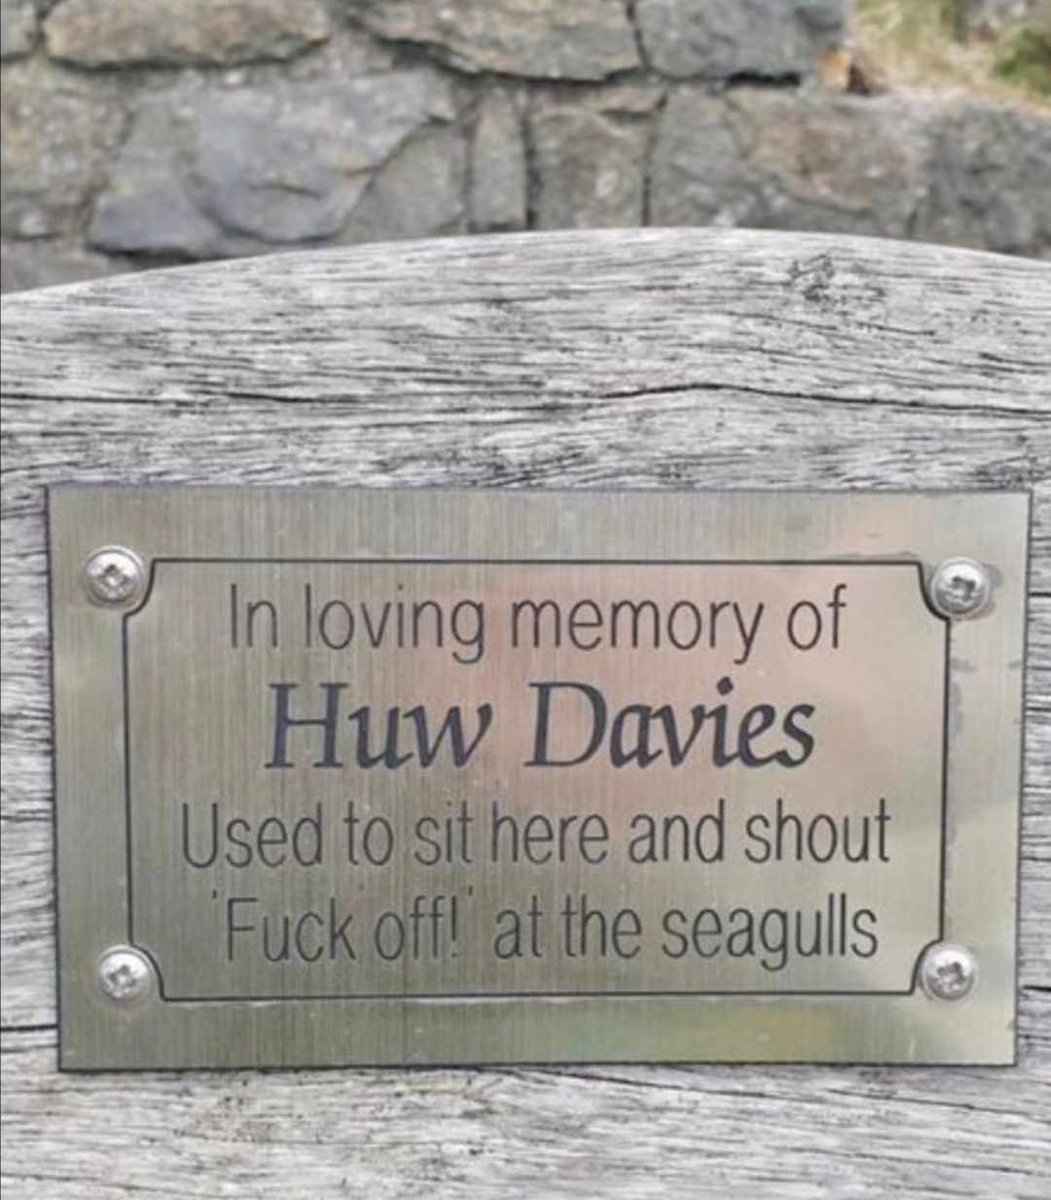 In loving memory of
Huw Davies
Used to sit here and shout
'Fuck off!' at the seagulls